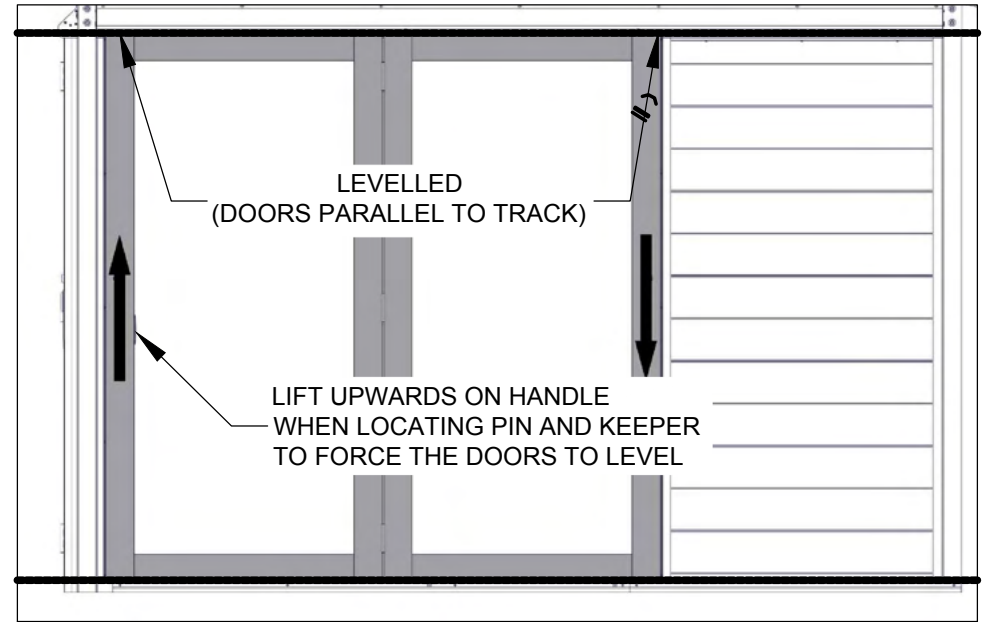 LEVELLED
(DOORS PARALLEL TO TRACK)
LIFT UPWARDS ON HANDLE
WHEN LOCATING PIN AND KEEPER
TO FORCE THE DOORS TO LEVEL